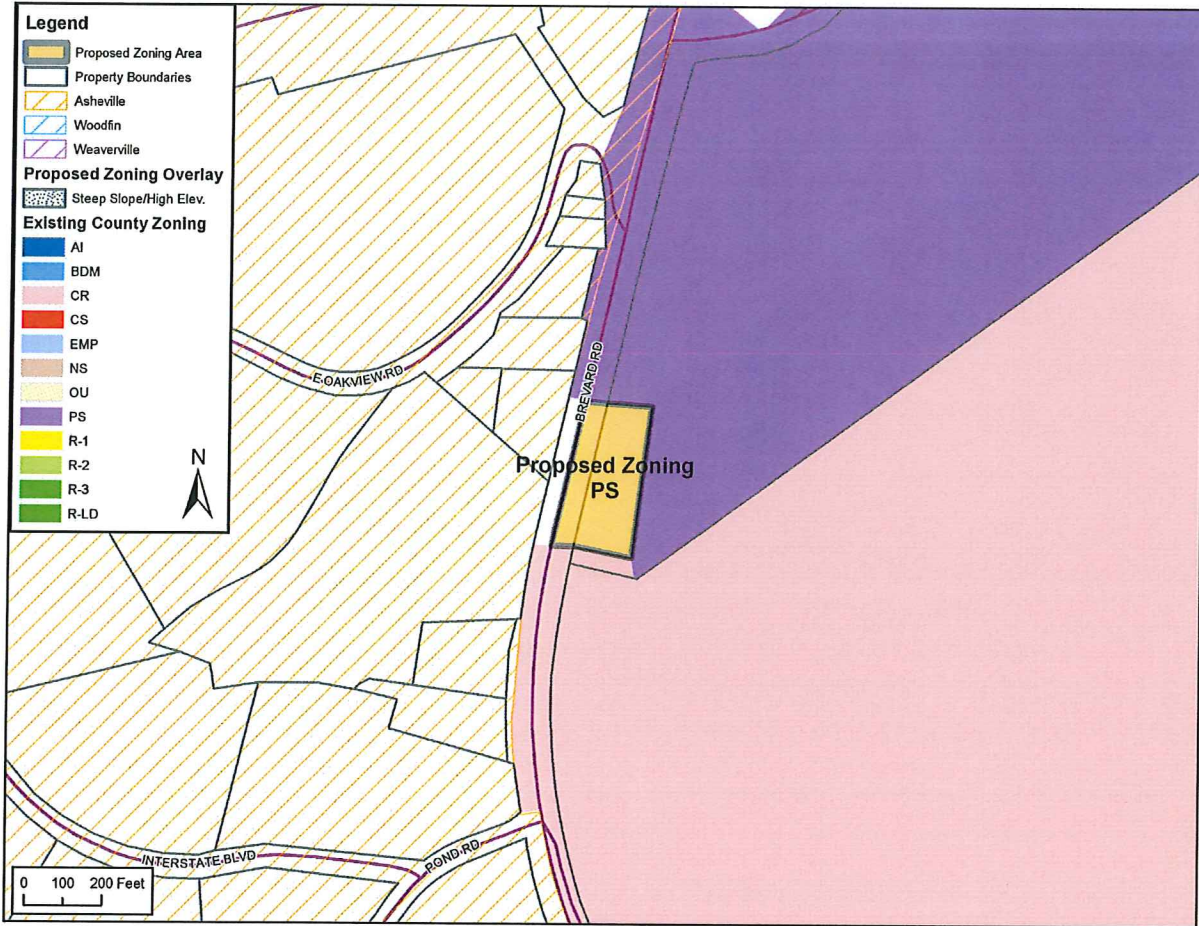 Legend
Proposed Zoning Area
Property Boundaries
Asheville
Woodfin
Weaverville
Proposed Zoning Overlay
Steep Slope/High Elev.
Existing County Zoning
AI
BDM
CR
CS
EMP
NS
OU
PS
R-1
R-2
R-3
R-LD
N
E OAKVIEW RD
BREVARD RD
Proposed Zoning
PS
INTERSTATE BLVD
POND RD
0 100 200 Feet